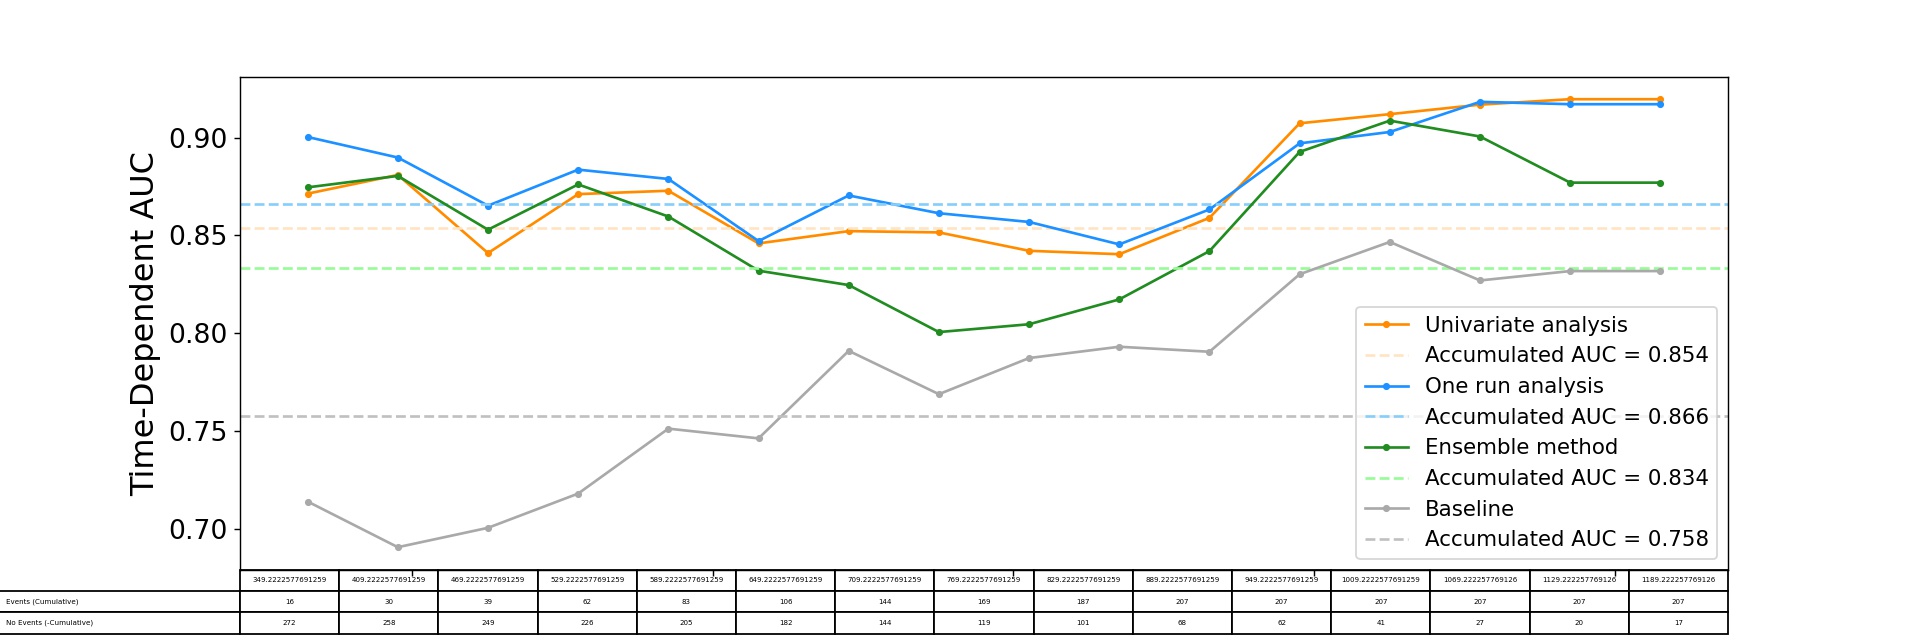 Time-Dependent AUC
0.90
0.85
0.80
0.75
0.70
Univariate analysis
Accumulated AUC = 0.854
One run analysis
Accumulated AUC = 0.866
Ensemble method
Accumulated AUC = 0.834
Baseline
Accumulated AUC = 0.758
349.2222577691259 409.2222577691259 469.2222577691259 529.2222577691259 589.2222577691259 649.2222577691259 709.2222577691259 769.2222577691259 829.2222577691259 889.2222577691259 949.2222577691259 1009.2222577691259 1069.222257769126 1129.222257769126 1189.222257769126
Events (Cumulative) 16 30 39 62 83 106 144 169 187 207 207 207 207 207 207
No Events (-Cumulative) 272 258 249 226 205 182 144 119 101 68 62 41 27 20 17